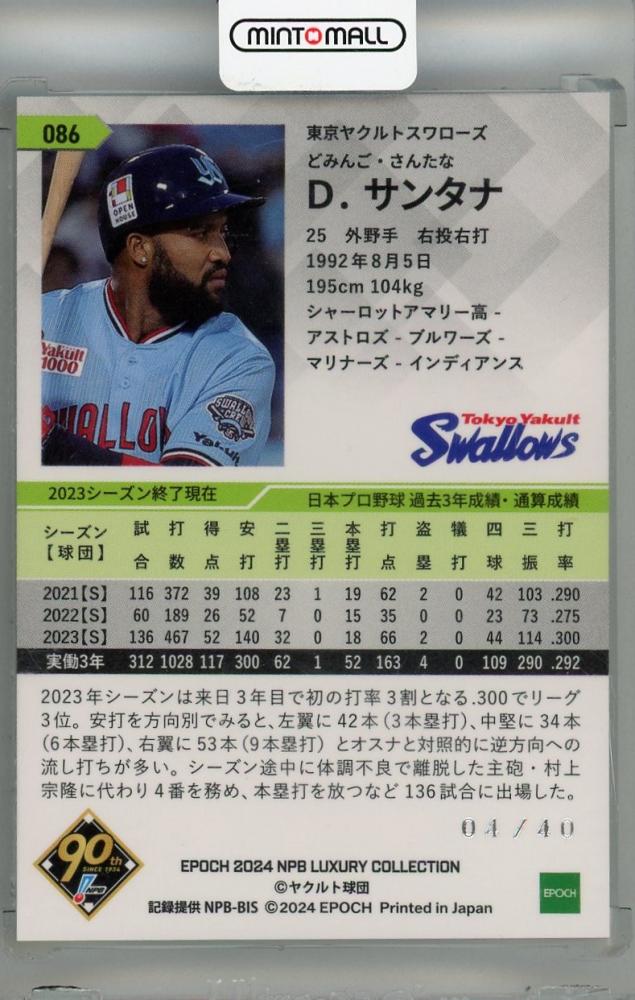 MINT MALL
086
東京ヤクルトスワローズ
どみんご・さんたな
D. サンタナ
25 外野手 右投右打
1992年8月5日
195cm 104kg
シャーロットアマリー高 -
アストロズ - ブルワーズ -
マリナーズ - インディアンス
OPEN HOUSE
Yakult 1000
SWALLO
Yakult
Tokyo Yakult
Swallows
2023シーズン終了現在
日本プロ野球 過去3年成績・通算成績
シーズン【球団】 試合 打数 得点 安打 二塁打 三塁打 本塁打 打点 盗塁 犠打 四球 三振 打率
2021【S】 116 372 39 108 23 1 19 62 2 0 42 103 .290
2022【S】 60 189 26 52 7 0 15 35 0 0 23 73 .275
2023【S】 136 467 52 140 32 0 18 66 2 0 44 114 .300
実働3年 312 1028 117 300 62 1 52 163 4 0 109 290 .292
2023年シーズンは来日3年目で初の打率3割となる.300でリーグ
3位。安打を方向別でみると、左翼に42本(3本塁打)、中堅に34本
(6本塁打)、右翼に53本(9本塁打)とオスナと対照的に逆方向への
流し打ちが多い。シーズン途中に体調不良で離脱した主砲・村上
宗隆に代わり4番を務め、本塁打を放つなど136試合に出場した。
04/40
90th
SINCE 1934
NPB
EPOCH 2024 NPB LUXURY COLLECTION
©ヤクルト球団
記録提供 NPB-BIS ©2024 EPOCH Printed in Japan
EPOCH